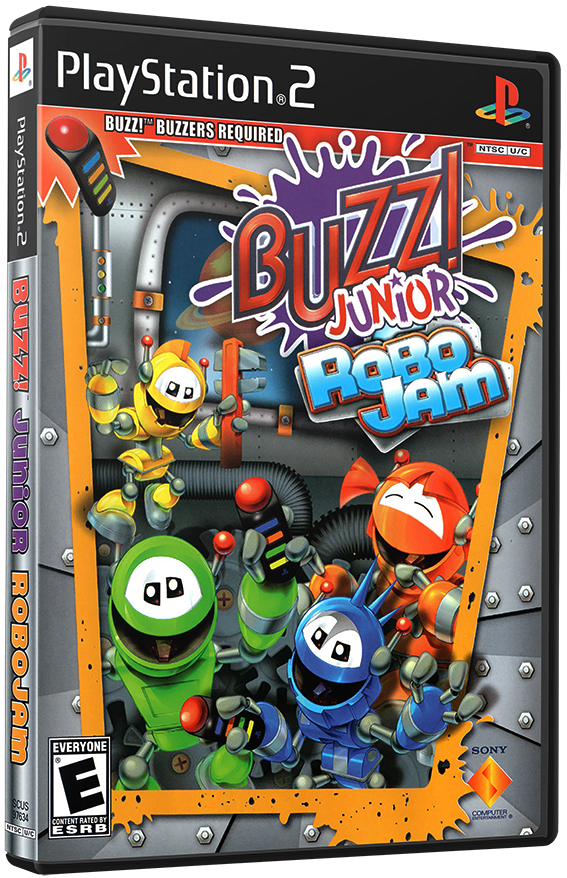 PlayStation®2
BUZZ!™ BUZZERS REQUIRED
NTSC U/C
BUZZ!
JUNIOR
ROBO
JAM
EVERYONE
E
CONTENT RATED BY
ESRB
SONY
COMPUTER
ENTERTAINMENT®
PlayStation®2
BUZZ! JUNIOR ROBOJAM
SCUS
97634
NTSC U/C